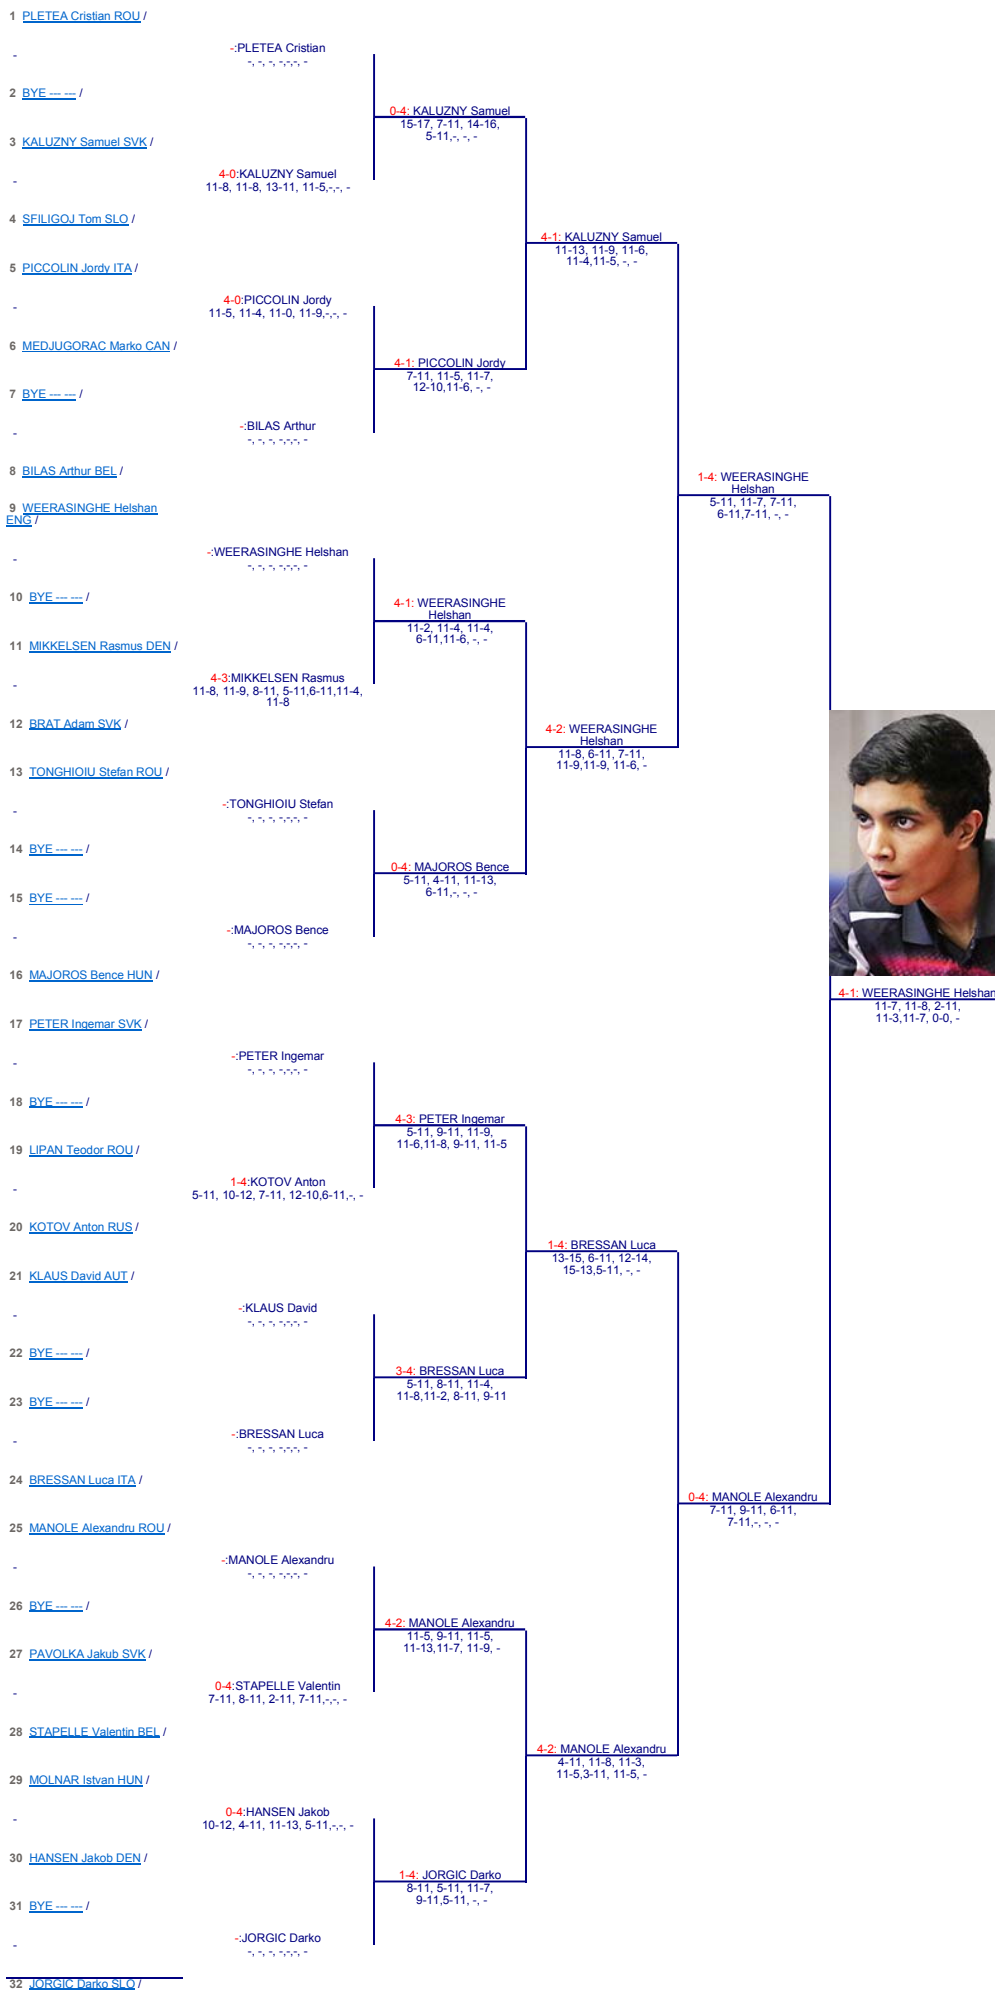 1 PLETEA Cristian ROU /
-:PLETEA Cristian
-
-, -, -, -,-,-, -
2 BYE --- --- /
0-4: KALUZNY Samuel
15-17, 7-11, 14-16,
5-11,-, -, -
3 KALUZNY Samuel SVK /
4-0:KALUZNY Samuel
-
11-8, 11-8, 13-11, 11-5,-,-, -
4 SFILIGOJ Tom SLO /
4-1: KALUZNY Samuel
11-13, 11-9, 11-6,
11-4,11-5, -, -
5 PICCOLIN Jordy ITA /
4-0:PICCOLIN Jordy
-
11-5, 11-4, 11-0, 11-9,-,-, -
6 MEDJUGORAC Marko CAN /
4-1: PICCOLIN Jordy
7-11, 11-5, 11-7,
12-10,11-6, -, -
7 BYE --- --- /
-:BILAS Arthur
-
-, -, -, -,-,-, -
8 BILAS Arthur BEL /
1-4: WEERASINGHE
Helshan
5-11, 11-7, 7-11,
6-11,7-11, -, -
9 WEERASINGHE Helshan
ENG /
-:WEERASINGHE Helshan
-
-, -, -, -,-,-, -
10 BYE --- --- /
4-1: WEERASINGHE
Helshan
11-2, 11-4, 11-4,
6-11,11-6, -, -
11 MIKKELSEN Rasmus DEN /
4-3:MIKKELSEN Rasmus
-
11-8, 11-9, 8-11, 5-11,6-11,11-4,
11-8
12 BRAT Adam SVK /
4-2: WEERASINGHE
Helshan
11-8, 6-11, 7-11,
11-9,11-9, 11-6, -
13 TONGHIOIU Stefan ROU /
-:TONGHIOIU Stefan
-
-, -, -, -,-,-, -
14 BYE --- --- /
0-4: MAJOROS Bence
5-11, 4-11, 11-13,
6-11,-, -, -
15 BYE --- --- /
-:MAJOROS Bence
-
-, -, -, -,-,-, -
16 MAJOROS Bence HUN /
4-1: WEERASINGHE Helshan
11-7, 11-8, 2-11,
11-3,11-7, 0-0, -
17 PETER Ingemar SVK /
-:PETER Ingemar
-
-, -, -, -,-,-, -
18 BYE --- --- /
4-3: PETER Ingemar
5-11, 9-11, 11-9,
11-6,11-8, 9-11, 11-5
19 LIPAN Teodor ROU /
1-4:KOTOV Anton
-
5-11, 10-12, 7-11, 12-10,6-11,-, -
20 KOTOV Anton RUS /
1-4: BRESSAN Luca
13-15, 6-11, 12-14,
15-13,5-11, -, -
21 KLAUS David AUT /
-:KLAUS David
-
-, -, -, -,-,-, -
22 BYE --- --- /
3-4: BRESSAN Luca
5-11, 8-11, 11-4,
11-8,11-2, 8-11, 9-11
23 BYE --- --- /
-:BRESSAN Luca
-
-, -, -, -,-,-, -
24 BRESSAN Luca ITA /
0-4: MANOLE Alexandru
7-11, 9-11, 6-11,
7-11,-, -, -
25 MANOLE Alexandru ROU /
-:MANOLE Alexandru
-
-, -, -, -,-,-, -
26 BYE --- --- /
4-2: MANOLE Alexandru
11-5, 9-11, 11-5,
11-13,11-7, 11-9, -
27 PAVOLKA Jakub SVK /
0-4:STAPELLE Valentin
-
7-11, 8-11, 2-11, 7-11,-,-, -
28 STAPELLE Valentin BEL /
4-2: MANOLE Alexandru
4-11, 11-8, 11-3,
11-5,3-11, 11-5, -
29 MOLNAR Istvan HUN /
0-4:HANSEN Jakob
-
10-12, 4-11, 11-13, 5-11,-,-, -
30 HANSEN Jakob DEN /
1-4: JORGIC Darko
8-11, 5-11, 11-7,
9-11,5-11, -, -
31 BYE --- --- /
-:JORGIC Darko
-
-, -, -, -,-,-, -
32 JORGIC Darko SLO /